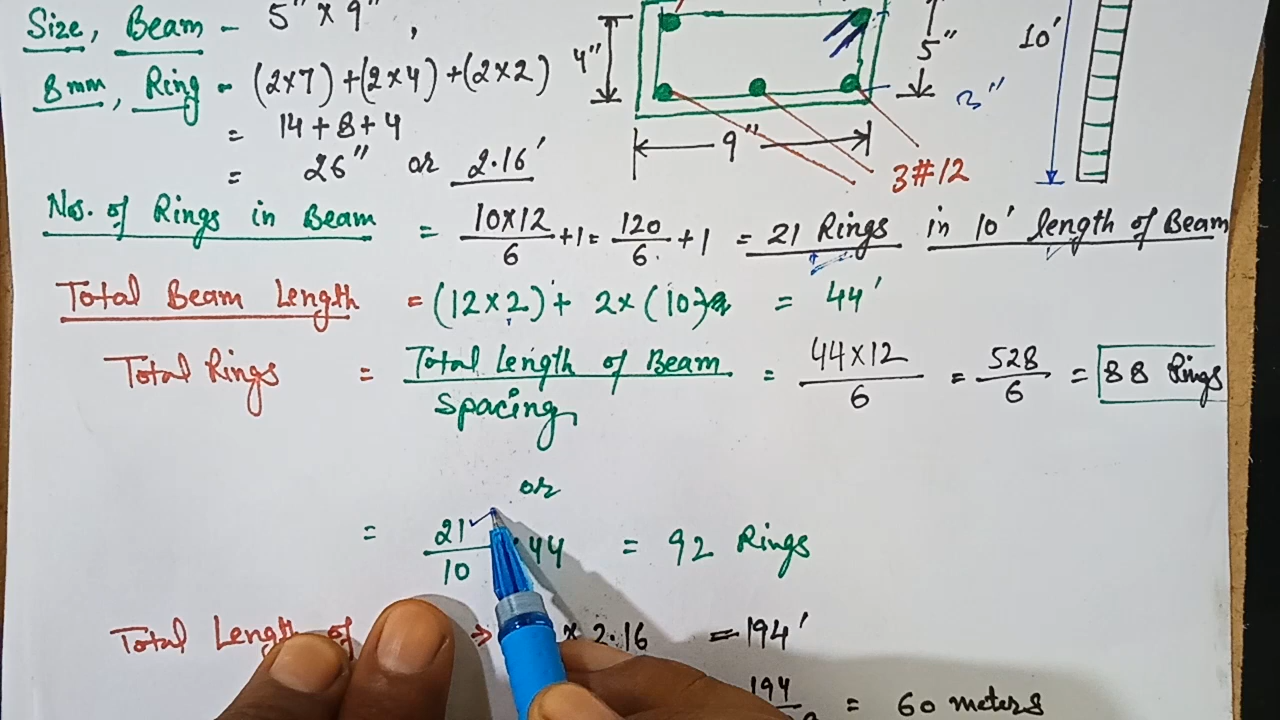 Size, Beam - 5" x 9",
8mm, Ring - (2x7) + (2x4) + (2x2)
= 14 + 8 + 4
= 26" or 2.16'
4"
5"
3"
9"
3#12
10'
Nos. of Rings in Beam = 10x12/6 + 1 = 120/6 + 1 = 21 Rings in 10' length of Beam
Total Beam Length = (12x2) + 2x(10) = 44'
Total Rings = Total Length of Beam/Spacing = 44x12/6 = 528/6 = 88 Rings
or
= 21/10 44 = 92 Rings
Total Length of → x 2.16 = 194'
194 = 60 meters